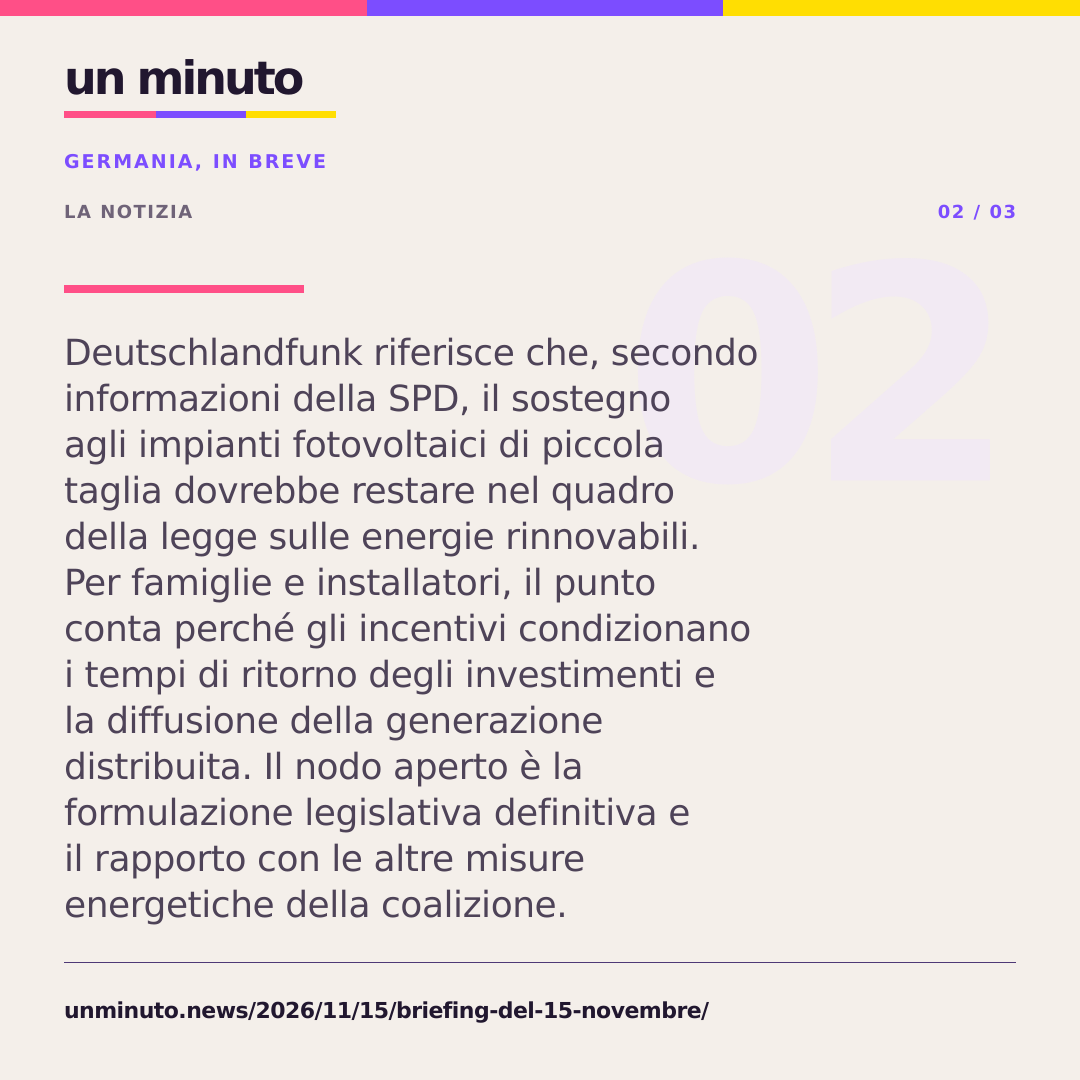 un minuto
GERMANIA, IN BREVE
LA NOTIZIA
02 / 03
02
Deutschlandfunk riferisce che, secondo
informazioni della SPD, il sostegno
agli impianti fotovoltaici di piccola
taglia dovrebbe restare nel quadro
della legge sulle energie rinnovabili.
Per famiglie e installatori, il punto
conta perché gli incentivi condizionano
i tempi di ritorno degli investimenti e
la diffusione della generazione
distribuita. Il nodo aperto è la
formulazione legislativa definitiva e
il rapporto con le altre misure
energetiche della coalizione.
unminuto.news/2026/11/15/briefing-del-15-novembre/